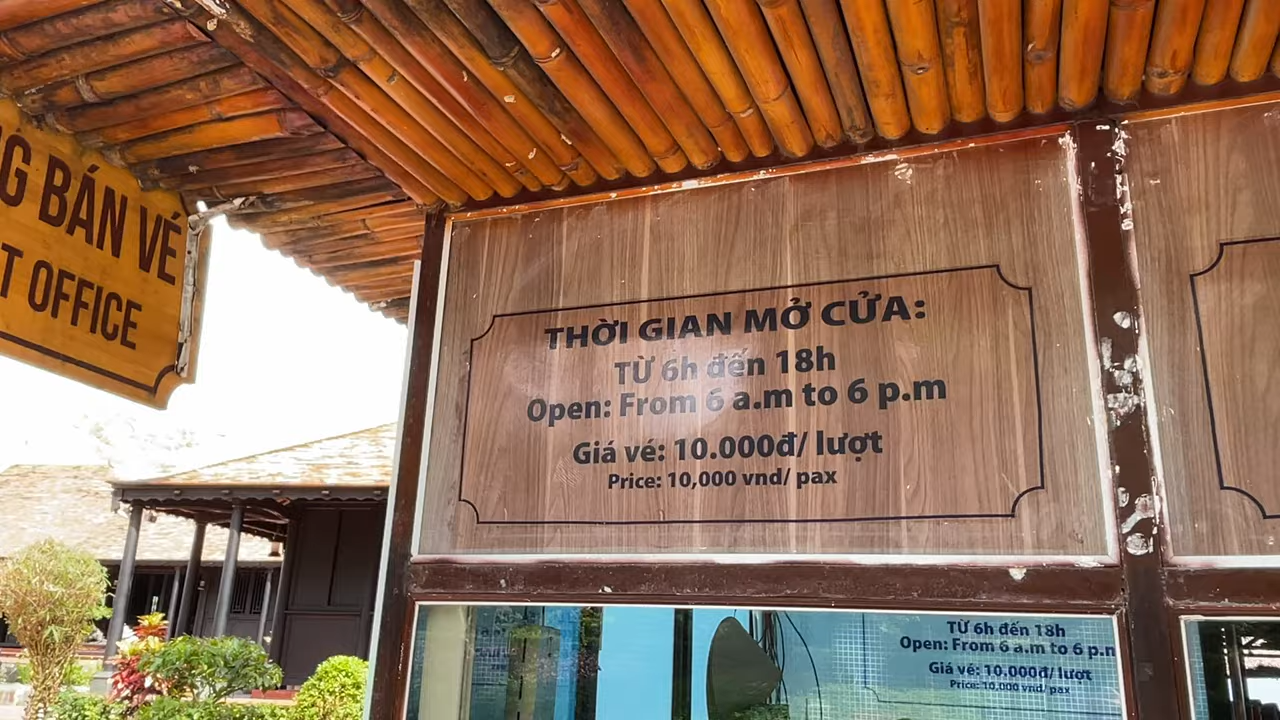 BÁN VÉ
OFFICE
THỜI GIAN MỞ CỬA:
TỪ 6h đến 18h
Open: From 6 a.m to 6 p.m
Giá vé: 10.000đ/ lượt
Price: 10,000 vnd/ pax
TỪ 6h đến 18h
Open: From 6 a.m to 6 p.m
Giá vé: 10.000đ/ lượt
Price: 10,000 vnd/ pax